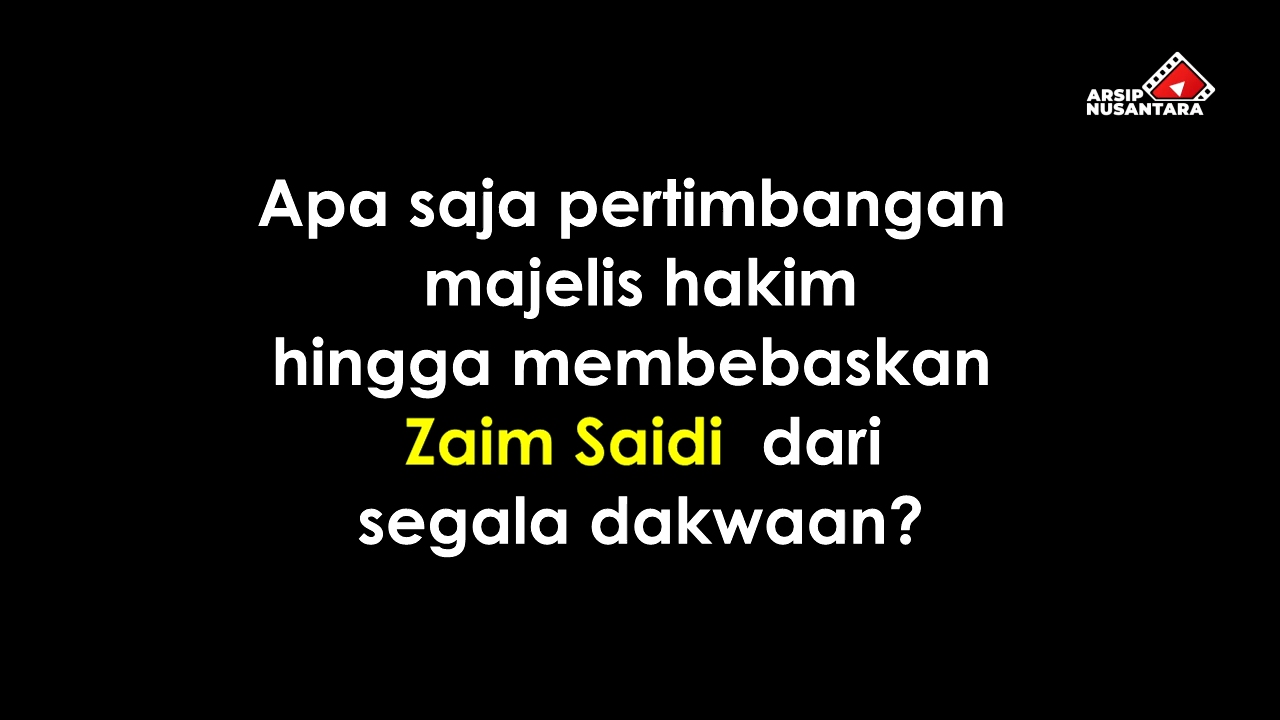 ARSIP
NUSANTARA
Apa saja pertimbangan
majelis hakim
hingga membebaskan
Zaim Saidi dari
segala dakwaan?